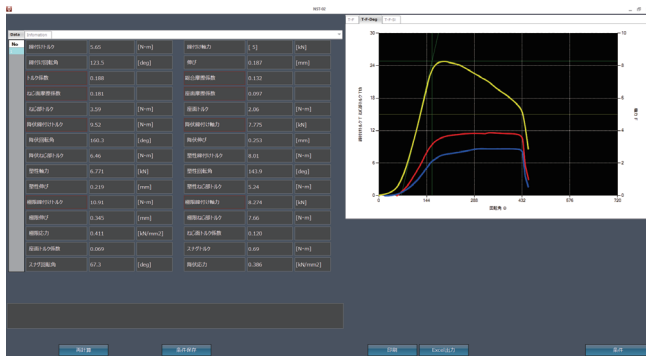 NST-02
Data Information
T-F T-F-Deg T-F-G
No
締付けトルク 5.65 [N-m] 締付け軸力 [ 5] [kN]
締付け回転角 123.5 [deg] 伸び 0.187 [mm]
トルク係数 0.188 総合摩擦係数 0.132
ねじ面摩擦係数 0.181 座面摩擦係数 0.097
ねじ部トルク 3.59 [N-m] 座面トルク 2.06 [N-m]
降伏締付けトルク 9.52 [N-m] 降伏締付け軸力 7.775 [kN]
降伏回転角 180.3 [deg] 降伏伸び 0.253 [mm]
降伏ねじ部トルク 6.46 [N-m] 塑性締付けトルク 8.01 [N-m]
塑性軸力 6.771 [kN] 塑性回転角 143.9 [deg]
塑性伸び 0.219 [mm] 塑性ねじ部トルク 5.24 [N-m]
極限締付けトルク 10.91 [N-m] 極限締付け軸力 8.274 [kN]
極限伸び 0.345 [mm] 極限ねじ部トルク 7.66 [N-m]
極限応力 0.411 [kN/mm2] ねじ面トルク係数 0.120
座面トルク係数 0.069 スナグトルク 0.69 [N-m]
スナグ回転角 67.3 [deg] 降伏応力 0.386 [kN/mm2]
30 24 18 12 6 0
10 8 6 4 2 0
軸力 F
0 144 288 432 576 720
回転角 Θ
再計算 条件保存 印刷 Excel出力 条件